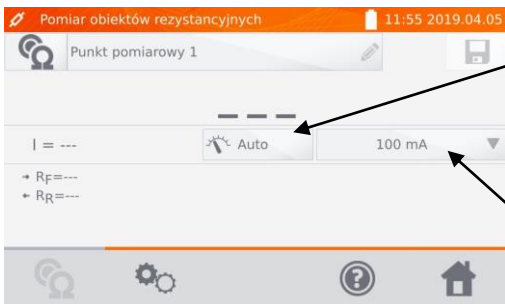 Pomiar obiektów rezystancyjnych 11:55 2019.04.05
Punkt pomiarowy 1
---
I = --- Auto 100 mA
RF=---
RR=---